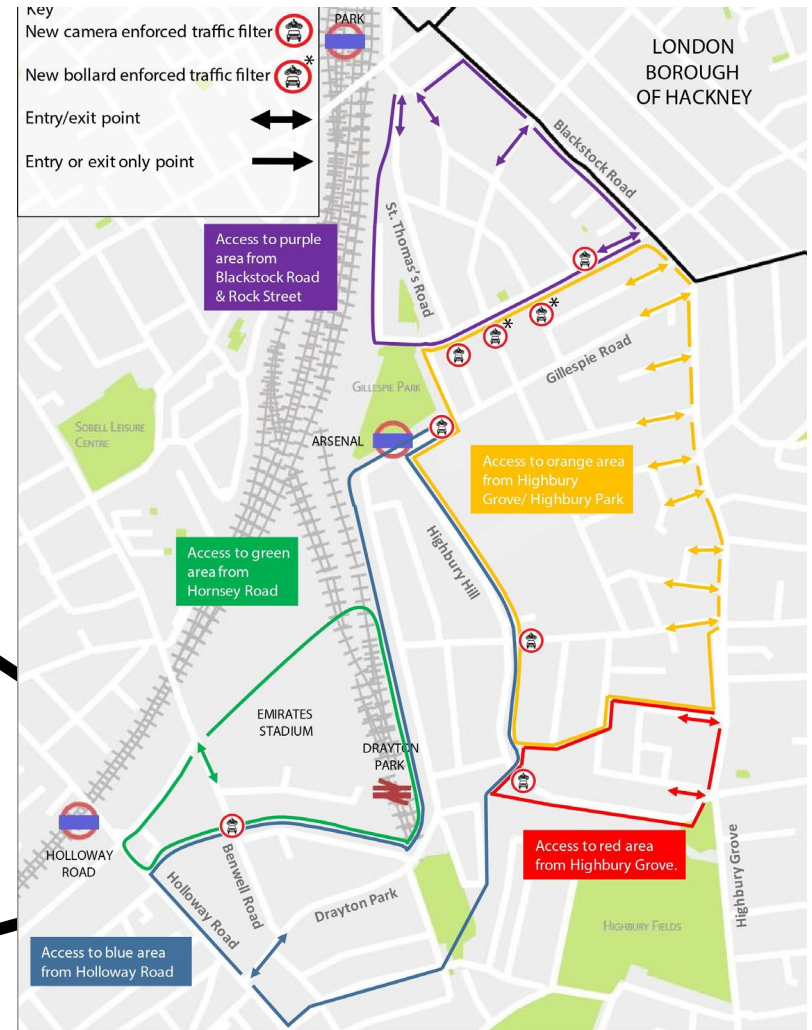 Key
New camera enforced traffic filter
New bollard enforced traffic filter
*
Entry/exit point
Entry or exit only point
PARK
LONDON
BOROUGH
OF HACKNEY
Blackstock Road
Access to purple
area from
Blackstock Road
& Rock Street
St. Thomas's Road
*
*
Gillespie Road
GILLESPIE PARK
SOBELL LEISURE
CENTRE
ARSENAL
Access to orange area
from Highbury
Grove/ Highbury Park
Highbury Hill
Access to green
area from
Hornsey Road
EMIRATES
STADIUM
DRAYTON
PARK
HOLLOWAY
ROAD
Benwell Road
Holloway Road
Drayton Park
Access to red area
from Highbury Grove.
Highbury Grove
HIGHBURY FIELDS
Access to blue area
from Holloway Road